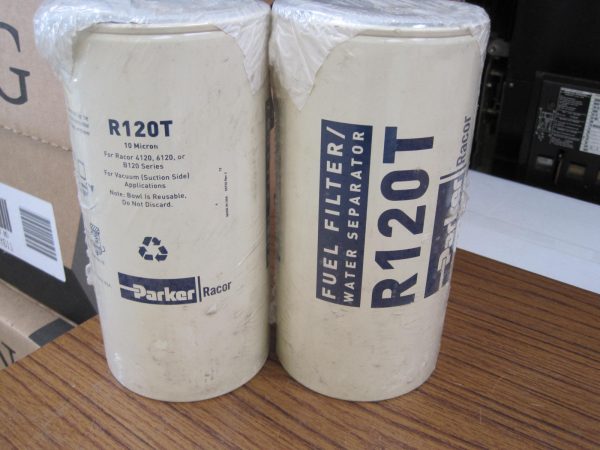 R120T
10 Micron
For Racor 4120, 6120, or
B120 Series
For Vacuum (Suction Side)
Applications
Note: Bowl is Reusable,
Do Not Discard.
Parker Racor
FUEL FILTER/
WATER SEPARATOR
R120T
Parker Racor
G